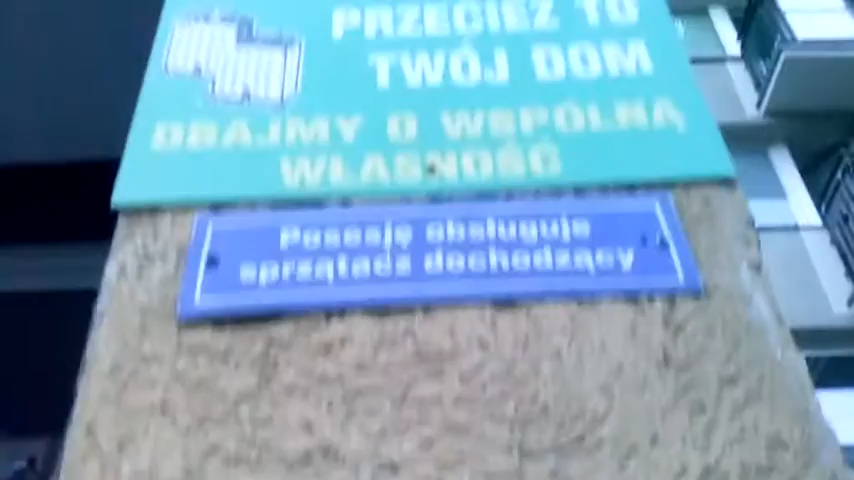 PRZECIEŻ TO
TWÓJ DOM
DBAJMY O WSPÓLNĄ
WŁASNOŚĆ
Posesję obsługuje
sprzątacz dochodzący